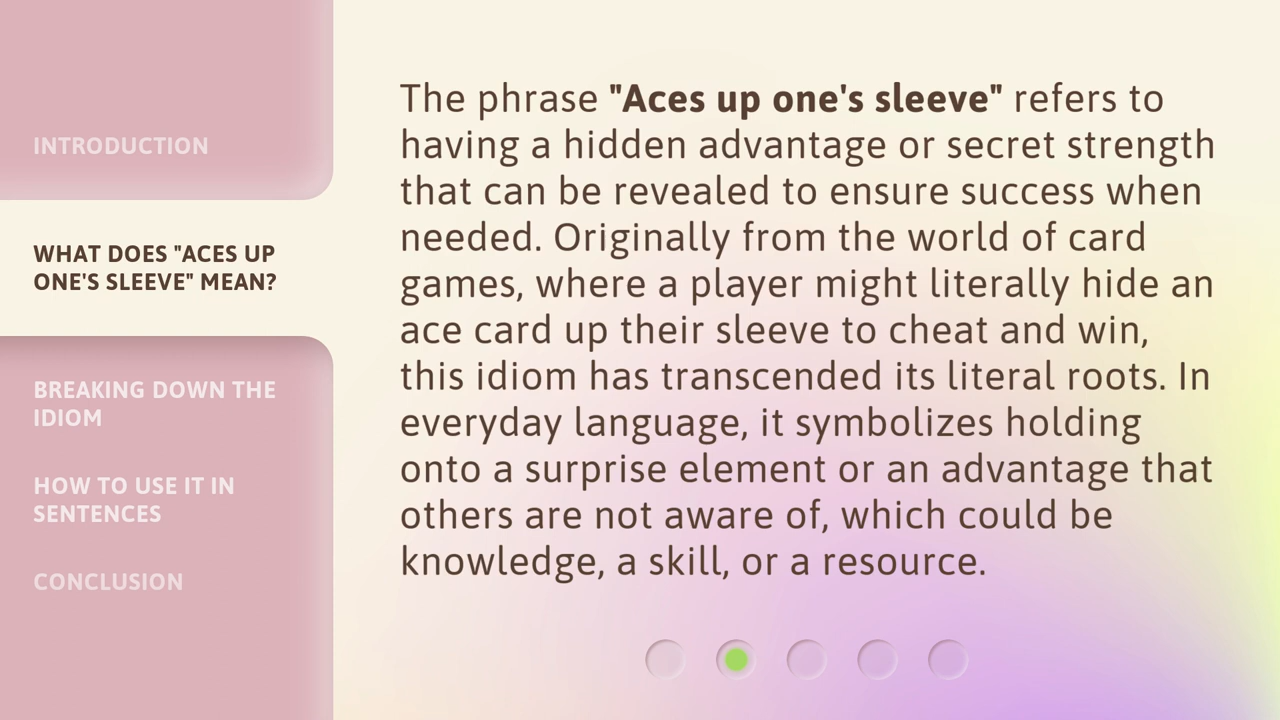 INTRODUCTION
WHAT DOES "ACES UP
ONE'S SLEEVE" MEAN?
BREAKING DOWN THE
IDIOM
HOW TO USE IT IN
SENTENCES
CONCLUSION
The phrase "Aces up one's sleeve" refers to
having a hidden advantage or secret strength
that can be revealed to ensure success when
needed. Originally from the world of card
games, where a player might literally hide an
ace card up their sleeve to cheat and win,
this idiom has transcended its literal roots. In
everyday language, it symbolizes holding
onto a surprise element or an advantage that
others are not aware of, which could be
knowledge, a skill, or a resource.